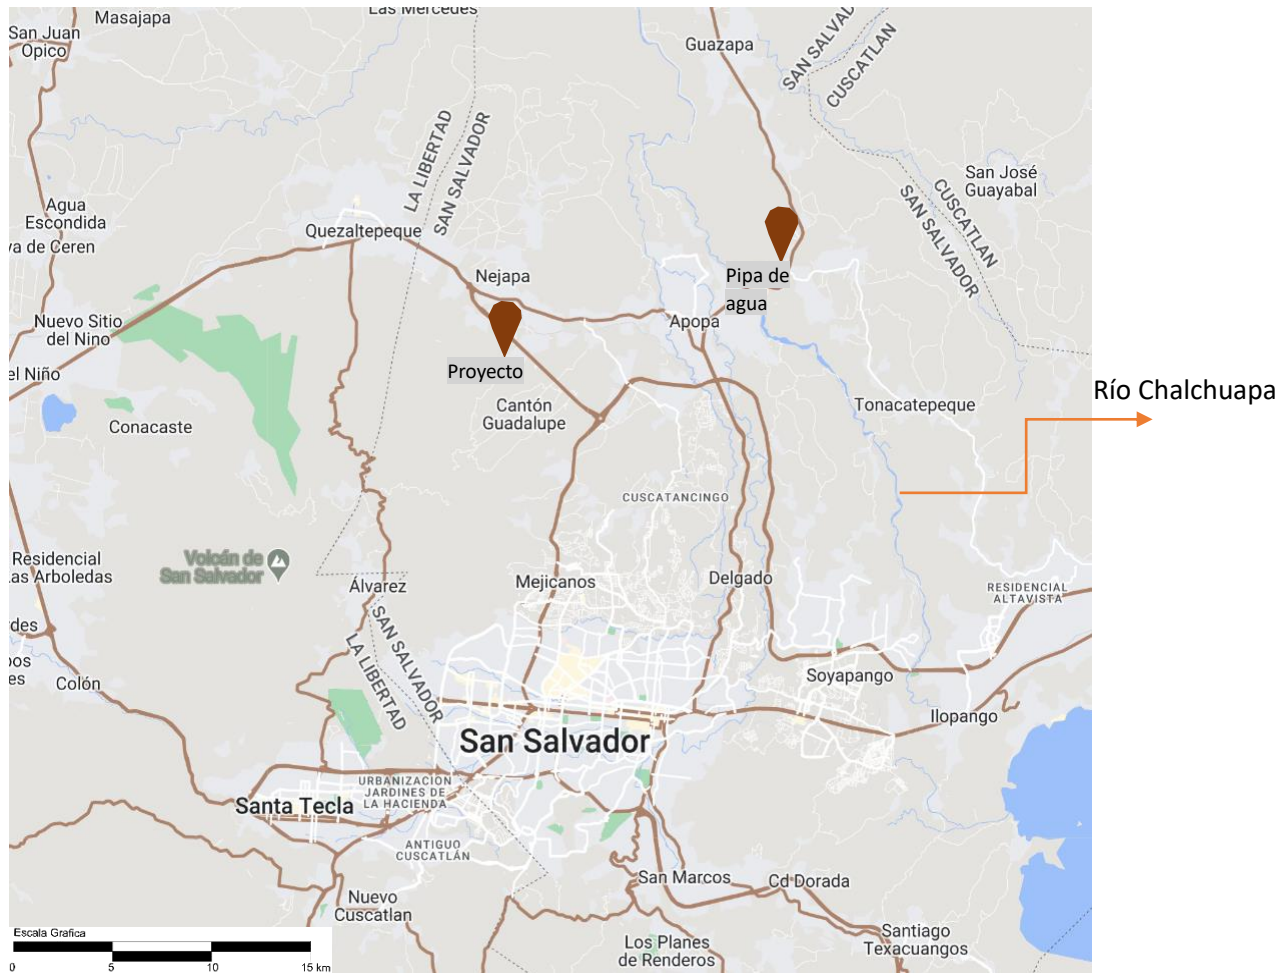 Las Mercedes
Masajapa
San Juan
Opico
Guazapa
SAN SALVAD
CUSCATLAN
LA LIBERTAD
SAN SALVADOR
San José
Guayabal
CUSCATLAN
SAN SALVADOR
Agua
Escondida
ya de Ceren
Quezaltepeque
Nejapa
Pipa de
agua
Nuevo Sitio
del Nino
Apopa
el Niño
Proyecto
Río Chalchuapa
Cantón
Guadalupe
Tonacatepeque
Conacaste
CUSCATANCINGO
Residencial
as Arboledas
Volcán de
San Salvador
Álvarez
Mejicanos
Delgado
RESIDENCIAL
ALTAVISTA
SAN SALVADOR
LA LIBERTAD
des
os
es
Colón
Soyapango
Ilopango
San Salvador
URBANIZACION
JARDINES DE
LA HACIENDA
Santa Tecla
ANTIGUO
CUSCATLÁN
San Marcos
Cd Dorada
Nuevo
Cuscatlan
Santiago
Texacuangos
Los Planes
de Renderos
Escala Grafica
0 5 10 15 km